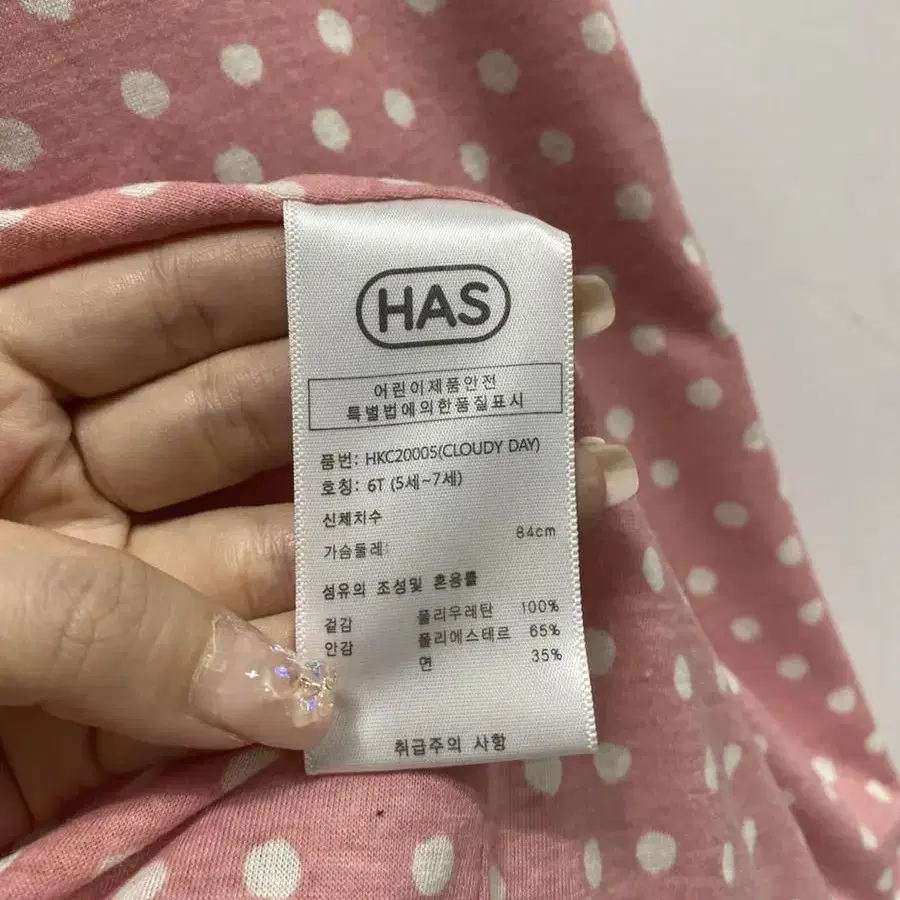 HAS
어린이제품안전
특별법에의한품질표시
품번: HKC20005(CLOUDY DAY)
호칭: 6T (5세~7세)
신체치수
가슴둘레: 84cm
섬유의 조성및 혼용률
겉감 폴리우레탄 100%
안감 폴리에스테르 65%
면 35%
취급주의 사항